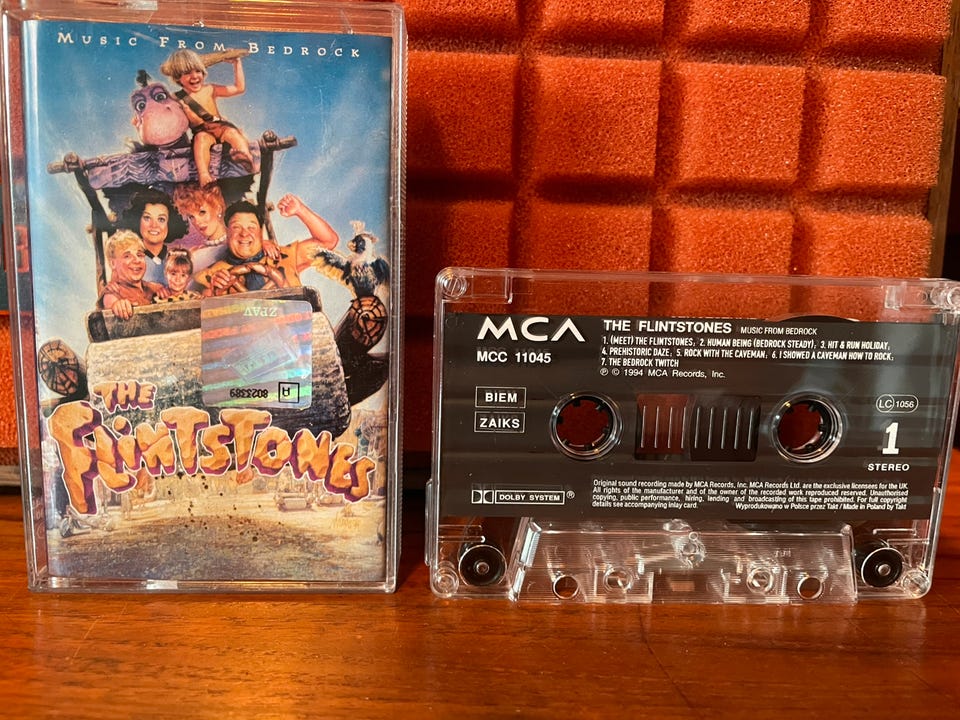 MUSIC FROM BEDROCK
ZPAV
8023389
THE
FLINTSTONES
MCA
MCC 11045
THE FLINTSTONES MUSIC FROM BEDROCK
1. (MEET) THE FLINTSTONES, 2. HUMAN BEING (BEDROCK STEADY), 3. HIT & RUN HOLIDAY,
4. PREHISTORIC DAZE, 5. ROCK WITH THE CAVEMAN, 6. I SHOWED A CAVEMAN HOW TO ROCK,
7. THE BEDROCK TWITCH
℗ © 1994 MCA Records, Inc.
BIEM
ZAIKS
LC 1056
1
STEREO
DOLBY SYSTEM ®
Original sound recording made by MCA Records, Inc. MCA Records Ltd. are the exclusive licensees for the UK.
All rights of the manufacturer and of the owner of the recorded work reproduced reserved. Unauthorised
copying, public performance, hiring, lending and broadcasting of this tape prohibited. For full copyright
details see accompanying inlay card. Wyprodukowano w Polsce przez Takt / Made in Poland by Takt